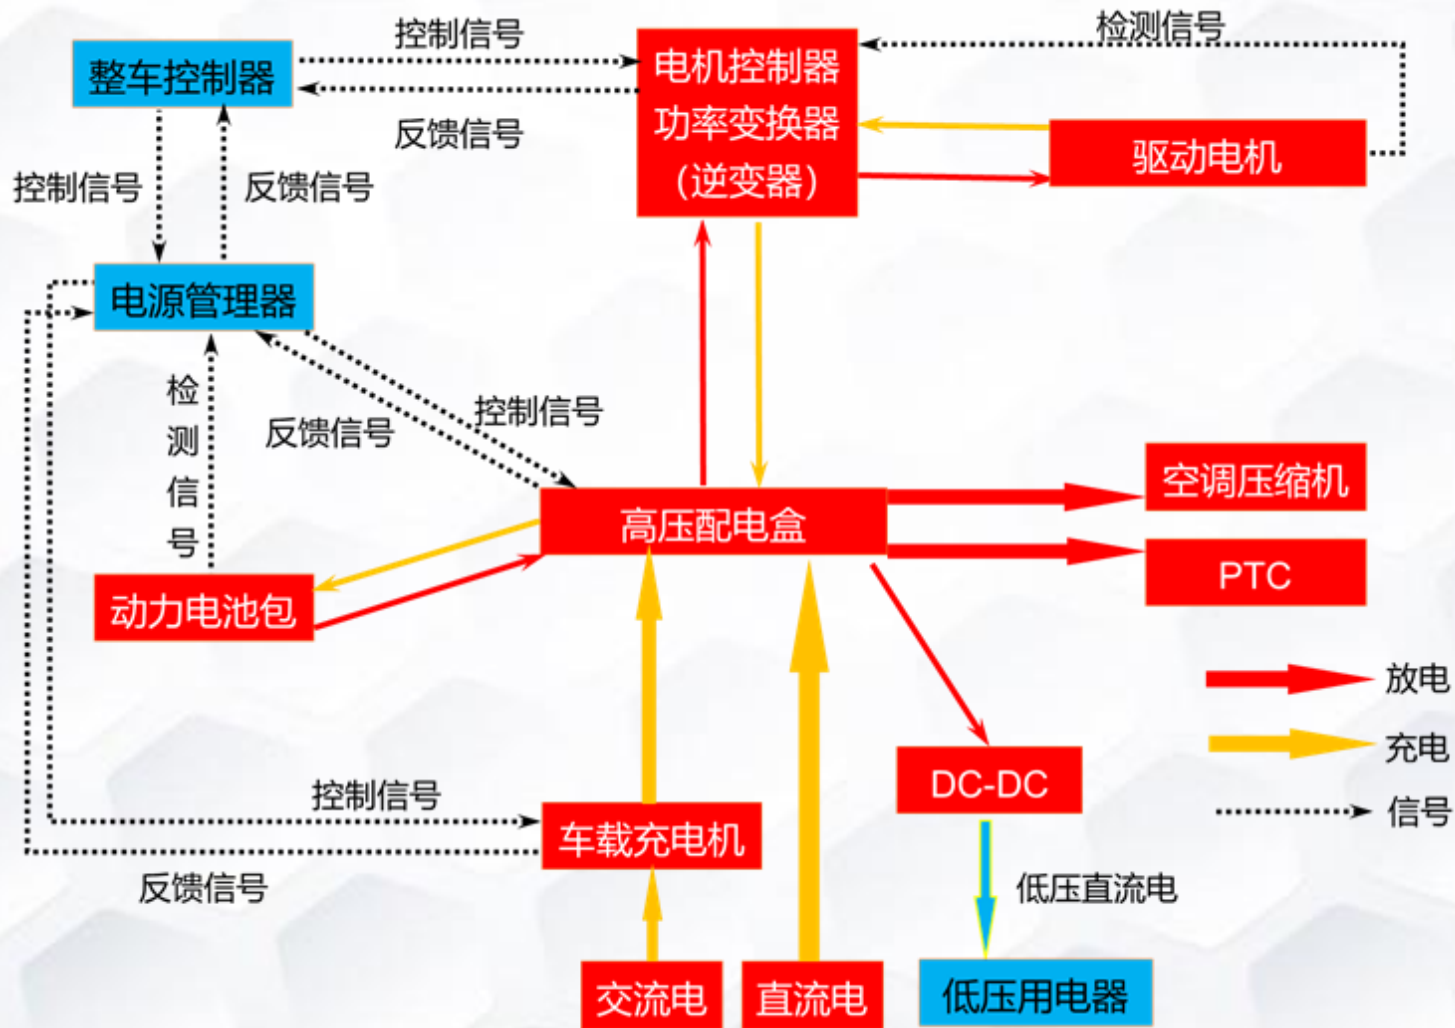 控制信号
检测信号
整车控制器
电机控制器
功率变换器
（逆变器）
反馈信号
驱动电机
控制信号
反馈信号
电源管理器
检
测
信
号
反馈信号
控制信号
空调压缩机
高压配电盒
PTC
动力电池包
放电
充电
信号
DC-DC
控制信号
车载充电机
反馈信号
低压直流电
交流电
直流电
低压用电器